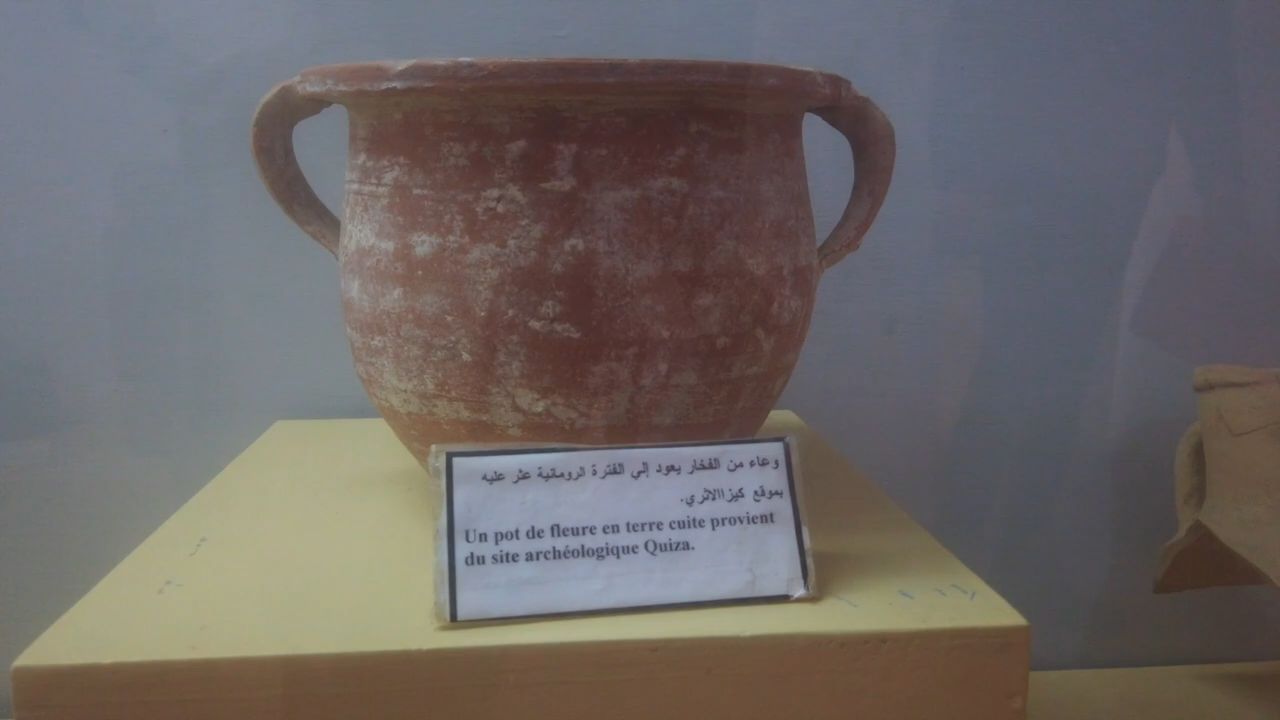 وعاء من الفخار يعود إلي الفترة الرومانية عثر عليه
بموقع كيزاالاثري.
Un pot de fleure en terre cuite provient
du site archéologique Quiza.